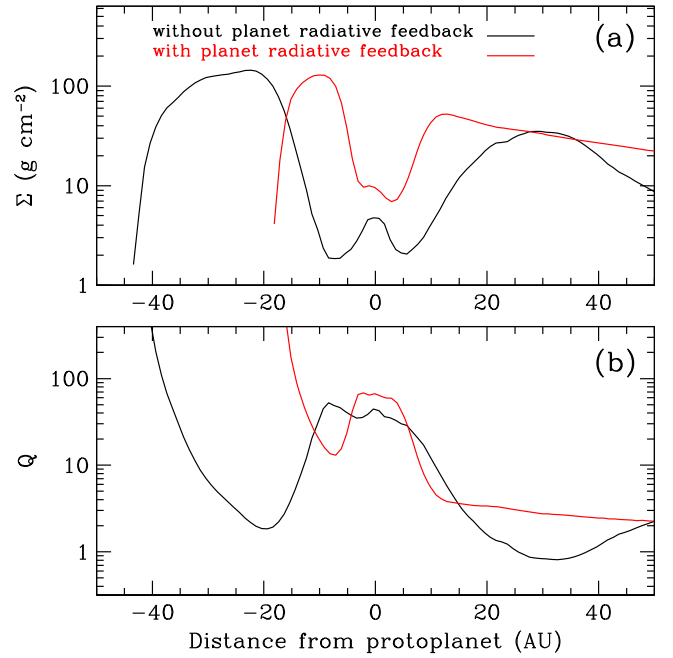 without planet radiative feedback
with planet radiative feedback
(a)
Σ (g cm⁻²)
100
10
1
−40 −20 0 20 40
(b)
Q
100
10
1
−40 −20 0 20 40
Distance from protoplanet (AU)